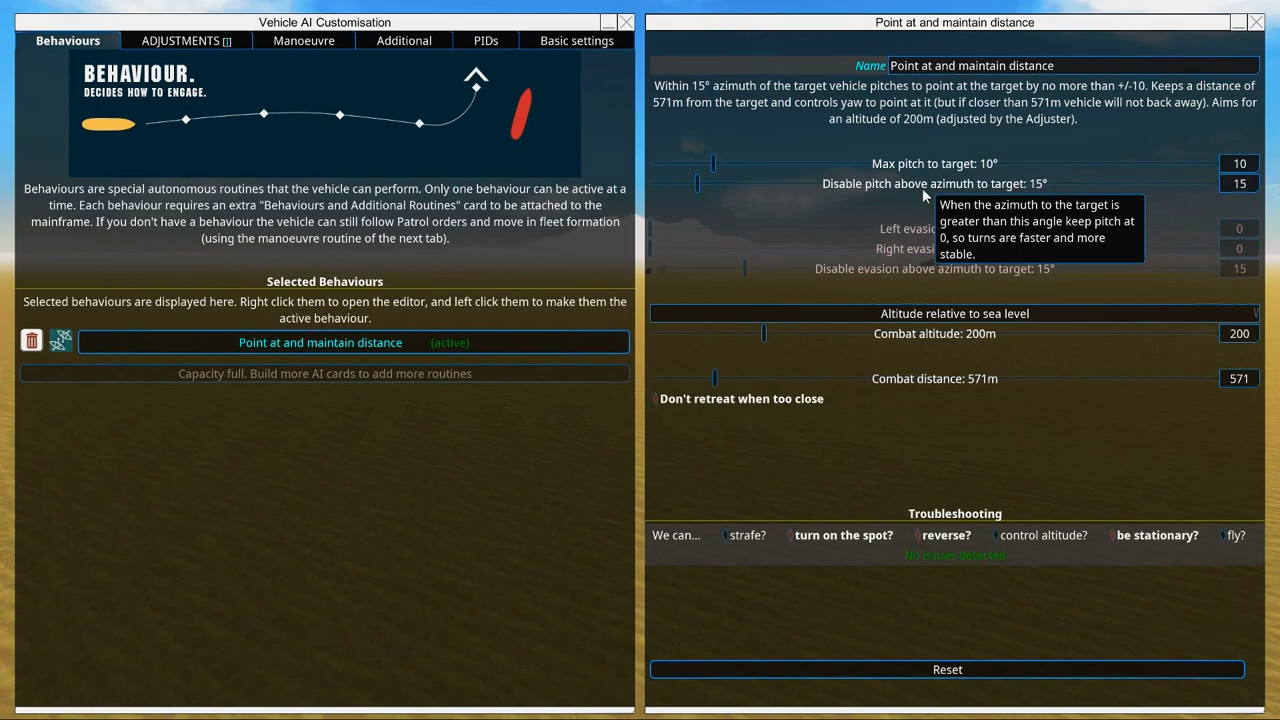 Vehicle AI Customisation
Behaviours
ADJUSTMENTS []
Manoeuvre
Additional
PIDs
Basic settings
BEHAVIOUR.
DECIDES HOW TO ENGAGE.
Behaviours are special autonomous routines that the vehicle can perform. Only one behaviour can be active at a
time. Each behaviour requires an extra "Behaviours and Additional Routines" card to be attached to the
mainframe. If you don't have a behaviour the vehicle can still follow Patrol orders and move in fleet formation
(using the manoeuvre routine of the next tab).
Selected Behaviours
Selected behaviours are displayed here. Right click them to open the editor, and left click them to make them the
active behaviour.
Point at and maintain distance (active)
Capacity full. Build more AI cards to add more routines
Point at and maintain distance
Name Point at and maintain distance
Within 15° azimuth of the target vehicle pitches to point at the target by no more than +/-10. Keeps a distance of
571m from the target and controls yaw to point at it (but if closer than 571m vehicle will not back away). Aims for
an altitude of 200m (adjusted by the Adjuster).
Max pitch to target: 10° 10
Disable pitch above azimuth to target: 15° 15
When the azimuth to the target is
greater than this angle keep pitch at
0, so turns are faster and more
stable.
Left 0
Right 0
Disable evasion above azimuth to target: 15° 15
Altitude relative to sea level
Combat altitude: 200m 200
Combat distance: 571m 571
Don't retreat when too close
Troubleshooting
We can... strafe? turn on the spot? reverse? control altitude? be stationary? fly?
No issues detected
Reset